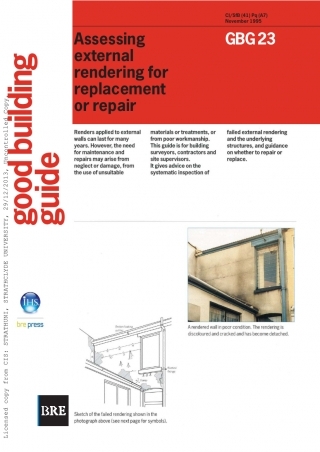 CI/SfB (41) Pq (W7)
November 1995
Assessing
external
rendering for
replacement
or repair
GBG 23
good building
guide
Renders applied to external
walls can last for many
years. However, the need
for maintenance and
repairs may arise from
neglect or damage, from
the use of unsuitable
materials or treatments, or
from poor workmanship.
This guide is for building
surveyors, contractors and
site supervisors.
It gives advice on the
systematic inspection of
failed external rendering
and the underlying
structures, and guidance
on whether to repair or
replace.
IHS
bre press
A rendered wall in poor condition. The rendering is
discoloured and cracked and has become detached.
BRE
Sketch of the failed rendering shown in the
photograph above (see next page for symbols).
Licensed copy from CIS: STRATHUNI, STRATHCLYDE UNIVERSITY, 29/12/2013, Uncontrolled Copy